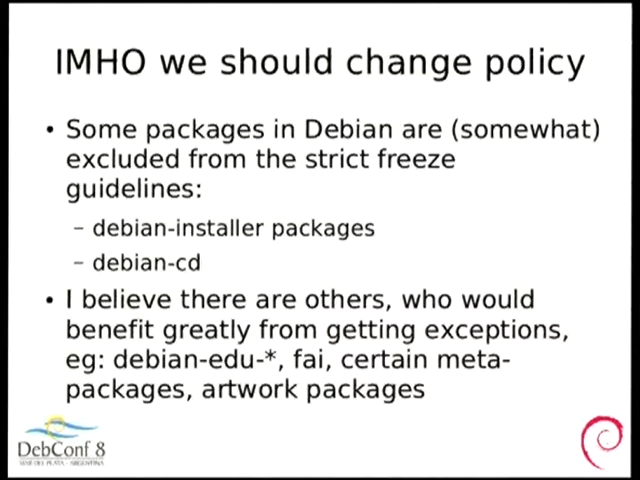 IMHO we should change policy
• Some packages in Debian are (somewhat)
excluded from the strict freeze
guidelines:
– debian-installer packages
– debian-cd
• I believe there are others, who would
benefit greatly from getting exceptions,
eg: debian-edu-*, fai, certain meta-
packages, artwork packages
DebConf 8
MAR DEL PLATA - ARGENTINA